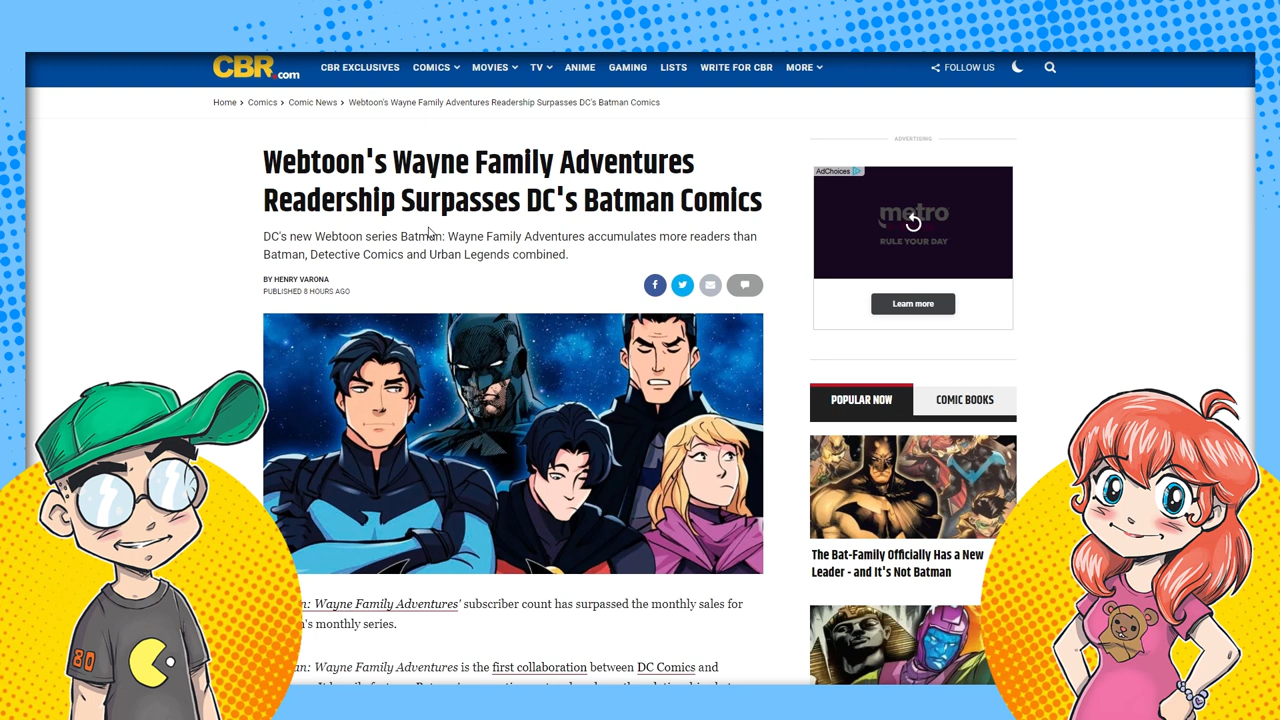 CBR.com
CBR EXCLUSIVES COMICS MOVIES TV ANIME GAMING LISTS WRITE FOR CBR MORE FOLLOW US
Home > Comics > Comic News > Webtoon's Wayne Family Adventures Readership Surpasses DC's Batman Comics
Webtoon's Wayne Family Adventures
Readership Surpasses DC's Batman Comics
DC's new Webtoon series Batman: Wayne Family Adventures accumulates more readers than
Batman, Detective Comics and Urban Legends combined.
BY HENRY VARONA
PUBLISHED 8 HOURS AGO
n: Wayne Family Adventures' subscriber count has surpassed the monthly sales for
n's monthly series.
an: Wayne Family Adventures is the first collaboration between DC Comics and
ADVERTISING
AdChoices
metro
RULE YOUR DAY
Learn more
POPULAR NOW COMIC BOOKS
The Bat-Family Officially Has a New
Leader - and It's Not Batman
80